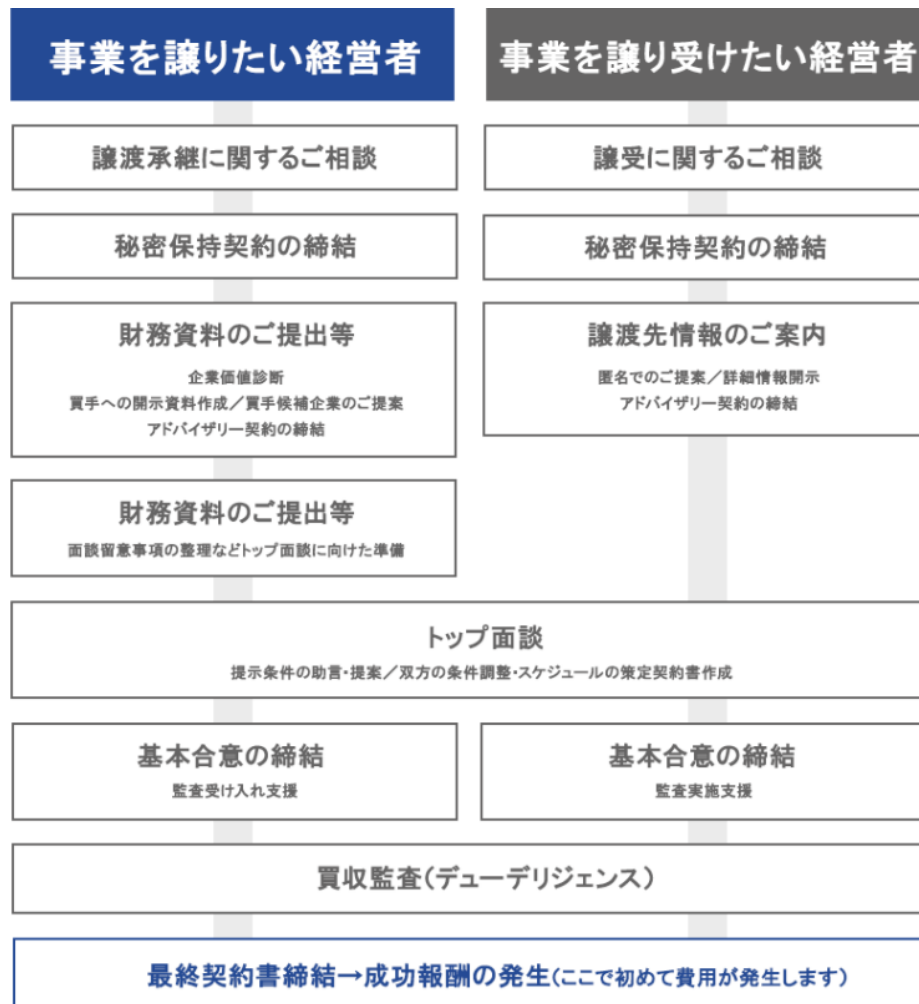 事業を譲りたい経営者
事業を譲り受けたい経営者
譲渡承継に関するご相談
譲受に関するご相談
秘密保持契約の締結
秘密保持契約の締結
財務資料のご提出等
企業価値診断
買手への開示資料作成／買手候補企業のご提案
アドバイザリー契約の締結
譲渡先情報のご案内
匿名でのご提案／詳細情報開示
アドバイザリー契約の締結
財務資料のご提出等
面談留意事項の整理などトップ面談に向けた準備
トップ面談
提示条件の助言・提案／双方の条件調整・スケジュールの策定契約書作成
基本合意の締結
監査受け入れ支援
基本合意の締結
監査実施支援
買収監査（デューデリジェンス）
最終契約書締結→成功報酬の発生（ここで初めて費用が発生します）